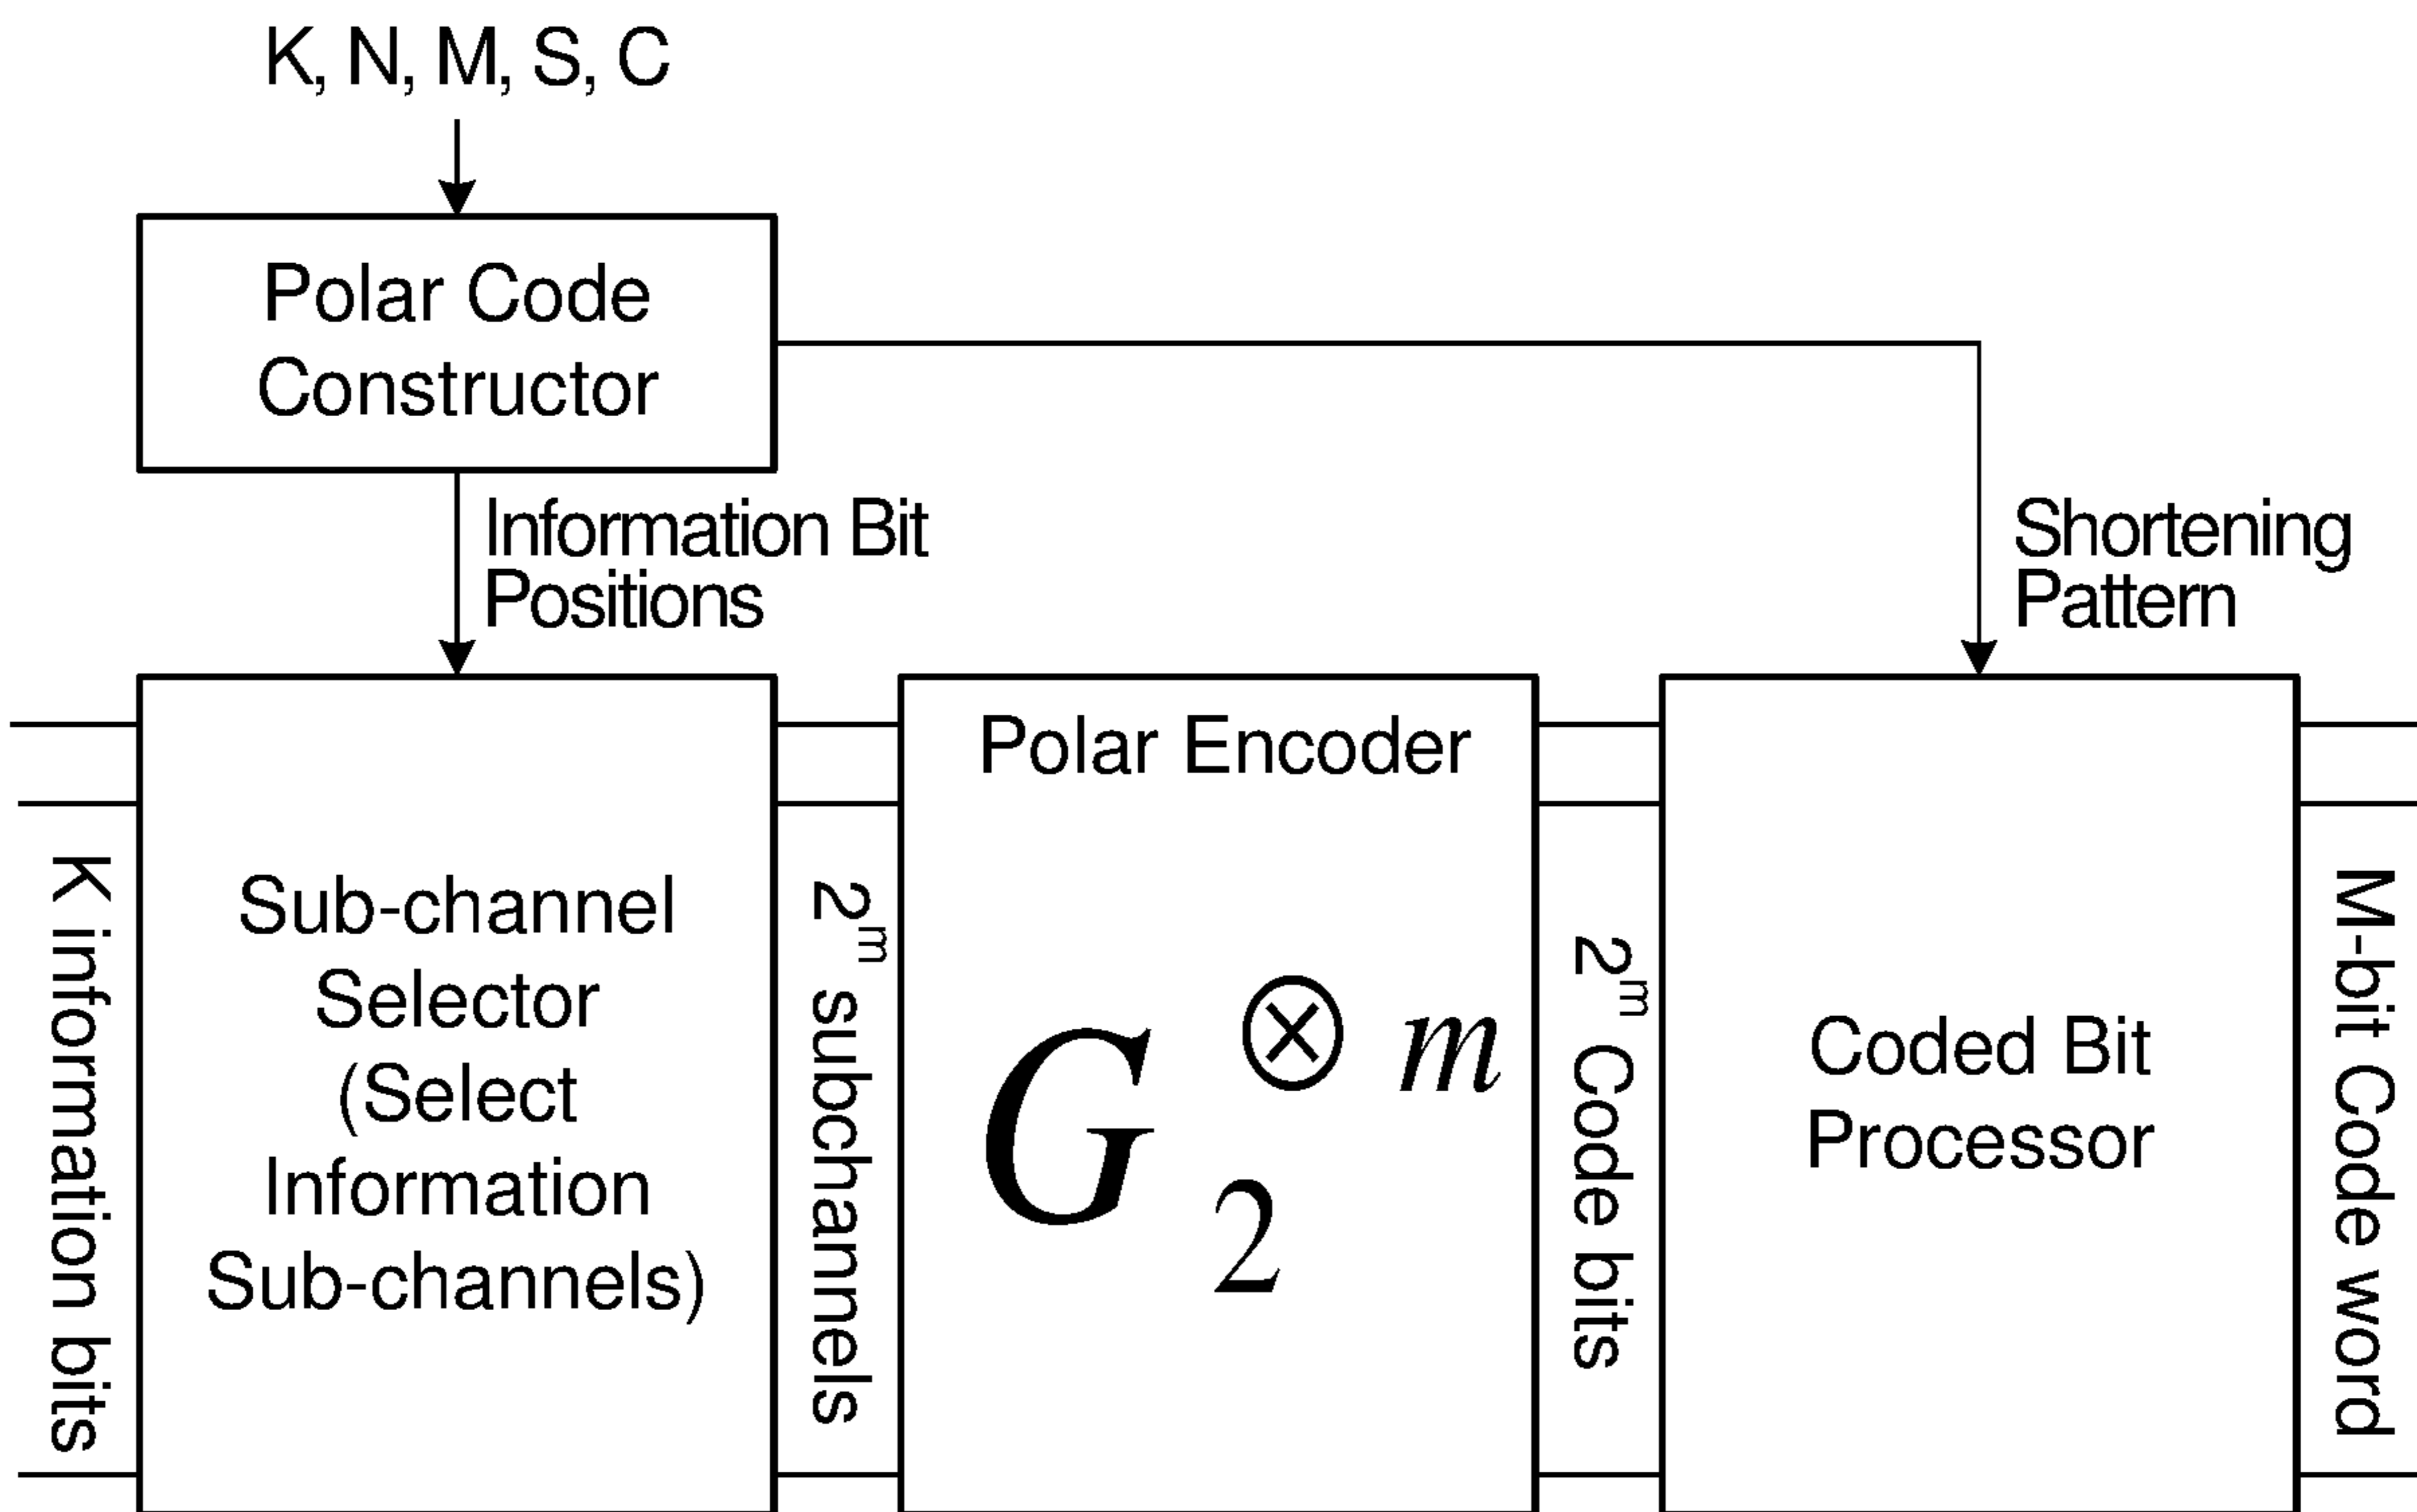 K, N, M, S, C
Polar Code
Constructor
Information Bit
Positions
Shortening
Pattern
K information bits
Sub-channel
Selector
(Select
Information
Sub-channels)
2^m subchannels
Polar Encoder
G_2^{⊗ m}
2^m Code bits
Coded Bit
Processor
M-bit Code word